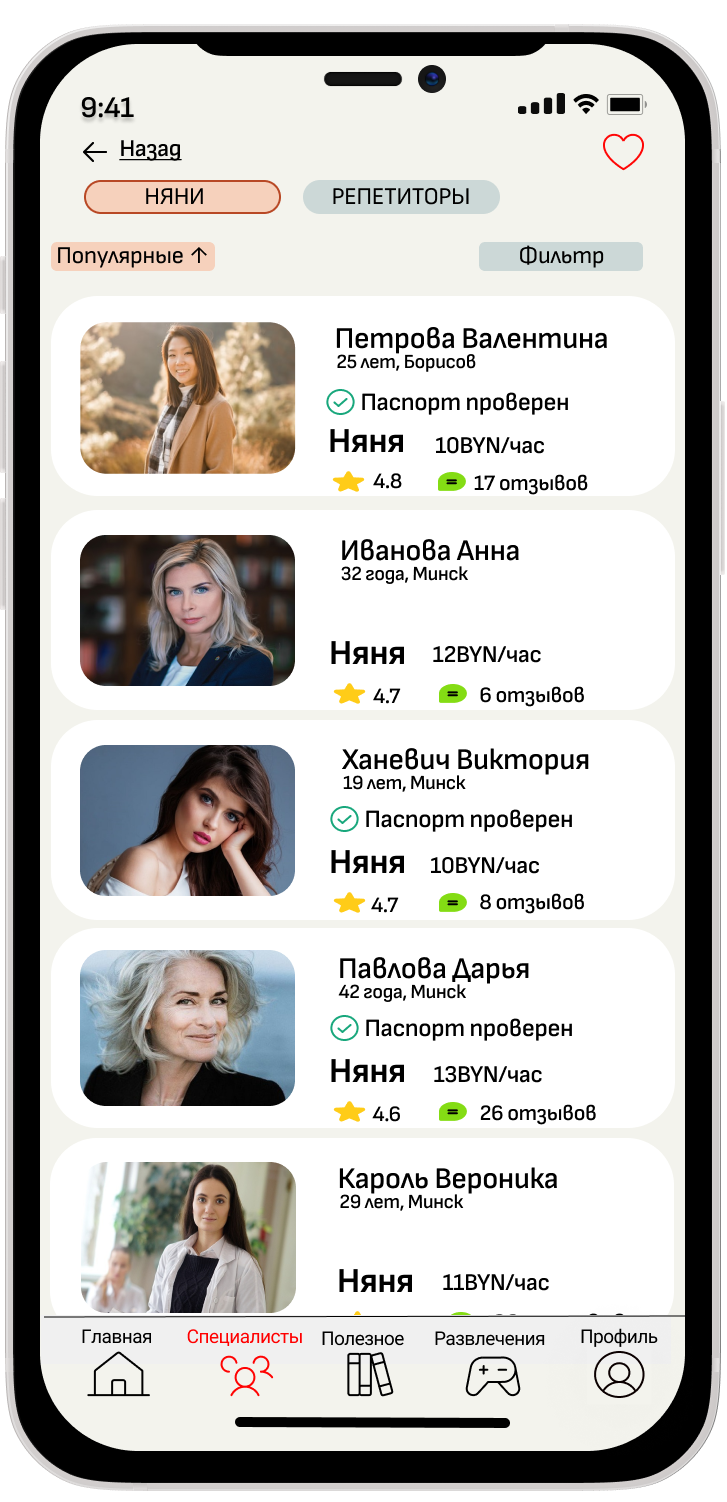 9:41
Назад
НЯНИ РЕПЕТИТОРЫ
Популярные ↑ Фильтр
Петрова Валентина
25 лет, Борисов
Паспорт проверен
Няня 10BYN/час
4.8 17 отзывов
Иванова Анна
32 года, Минск
Няня 12BYN/час
4.7 6 отзывов
Ханевич Виктория
19 лет, Минск
Паспорт проверен
Няня 10BYN/час
4.7 8 отзывов
Павлова Дарья
42 года, Минск
Паспорт проверен
Няня 13BYN/час
4.6 26 отзывов
Кароль Вероника
29 лет, Минск
Няня 11BYN/час
Главная Специалисты Полезное Развлечения Профиль